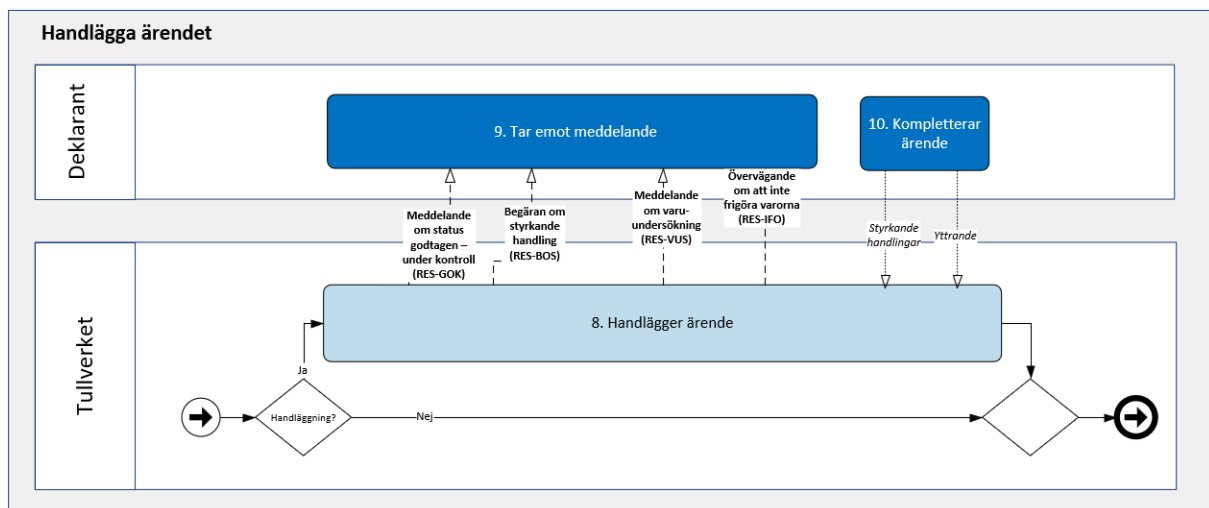 Handlägga ärendet
Deklarant
9. Tar emot meddelande
10. Kompletterar
ärende
Meddelande
om status
godtagen –
under kontroll
(RES-GOK)
Begäran om
styrkande
handling
(RES-BOS)
Meddelande
om varu-
undersökning
(RES-VUS)
Övervägande
om att inte
frigöra varorna
(RES-IFO)
Styrkande
handlingar
Yttrande
Tullverket
8. Handlägger ärende
Ja
Handläggning?
Nej